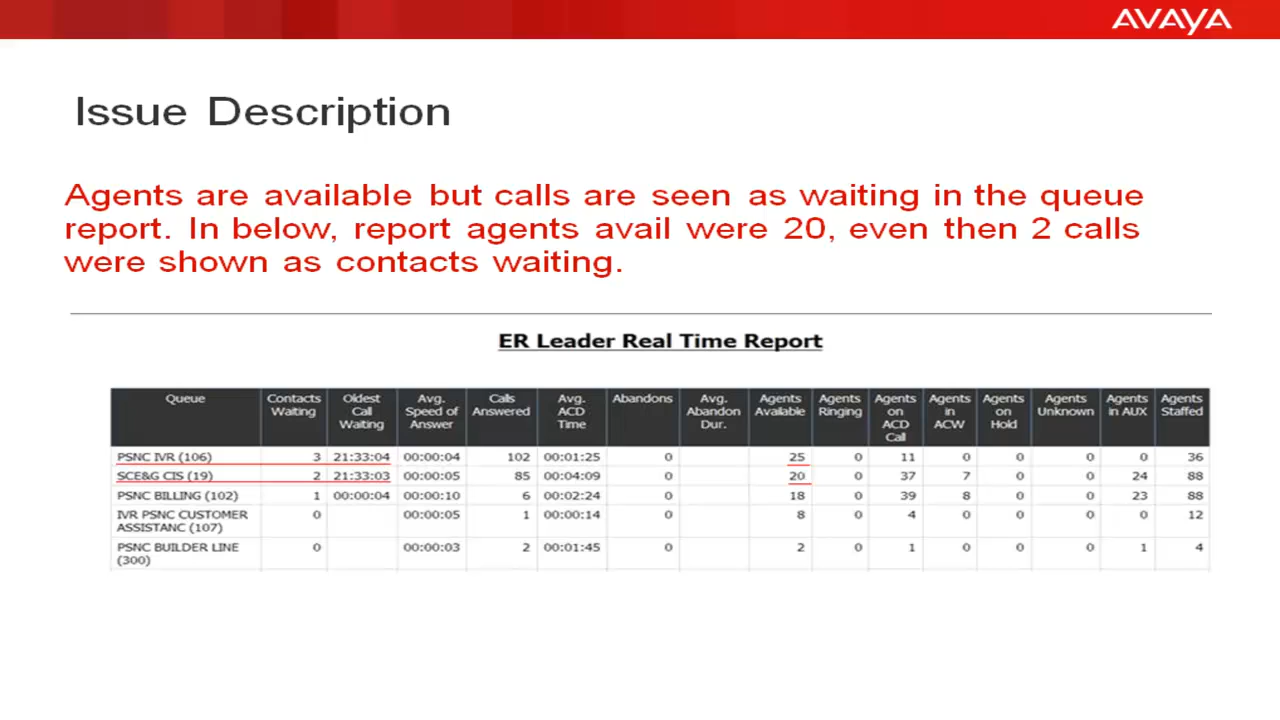 AVAYA
Issue Description
Agents are available but calls are seen as waiting in the queue
report. In below, report agents avail were 20, even then 2 calls
were shown as contacts waiting.
ER Leader Real Time Report
Queue Contacts Waiting Oldest Call Waiting Avg. Speed of Answer Calls Answered Avg. ACD Time Abandons Avg. Abandon Dur. Agents Available Agents Ringing Agents on ACD Call Agents in ACW Agents on Hold Agents Unknown Agents in AUX Agents Staffed
PSNC IVR (106) 3 21:33:04 00:00:04 102 00:01:25 0 25 0 11 0 0 0 0 36
SCE&G CIS (19) 2 21:33:03 00:00:05 85 00:04:09 0 20 0 37 7 0 0 24 88
PSNC BILLING (102) 1 00:00:04 00:00:10 6 00:02:24 0 18 0 39 8 0 0 23 88
IVR PSNC CUSTOMER ASSISTANC (107) 0 00:00:05 1 00:00:14 0 8 0 4 0 0 0 0 12
PSNC BUILDER LINE (300) 0 00:00:03 2 00:01:45 0 2 0 1 0 0 0 1 4